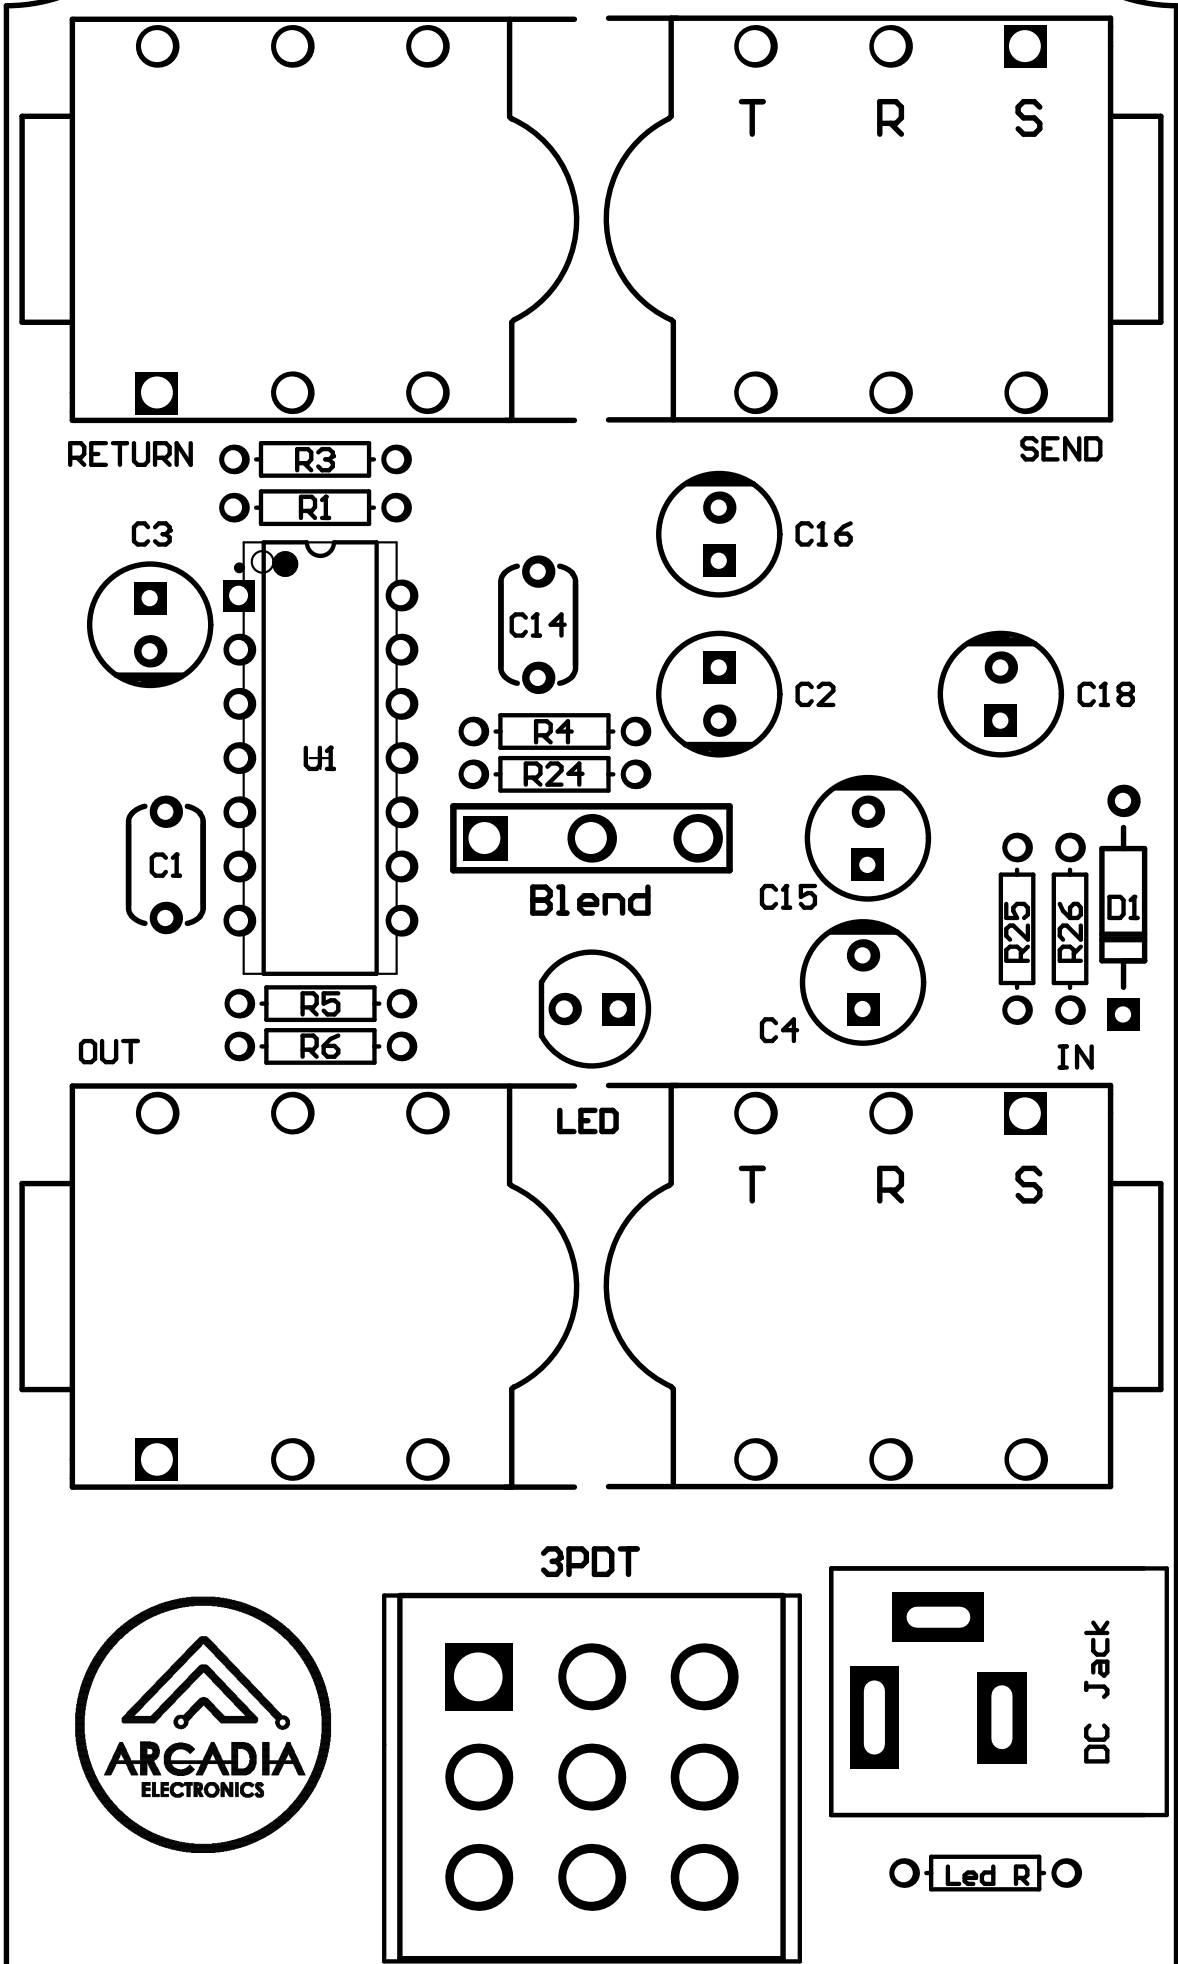 T R S
RETURN
SEND
R3
R1
C3
C16
C14
C2
C18
R4
U1
R24
C1
C15
Blend
R25
R26
D1
R5
C4
R6
OUT
IN
LED
T R S
3PDT
DC Jack
ARCADIA
ELECTRONICS
Led R